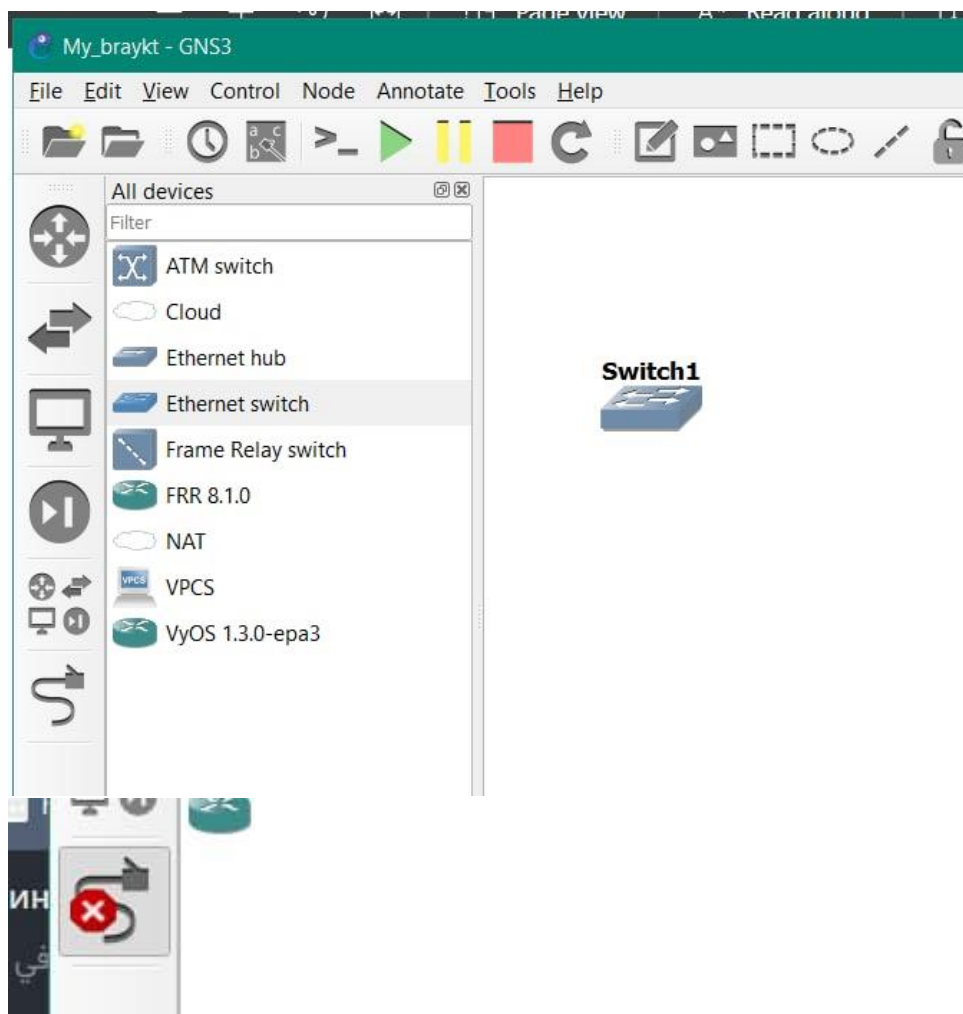 Page view
Read aloud
My_braykt - GNS3
File Edit View Control Node Annotate Tools Help
All devices
Filter
ATM switch
Cloud
Ethernet hub
Ethernet switch
Frame Relay switch
FRR 8.1.0
NAT
VPCS
VyOS 1.3.0-epa3
Switch1
ин
في